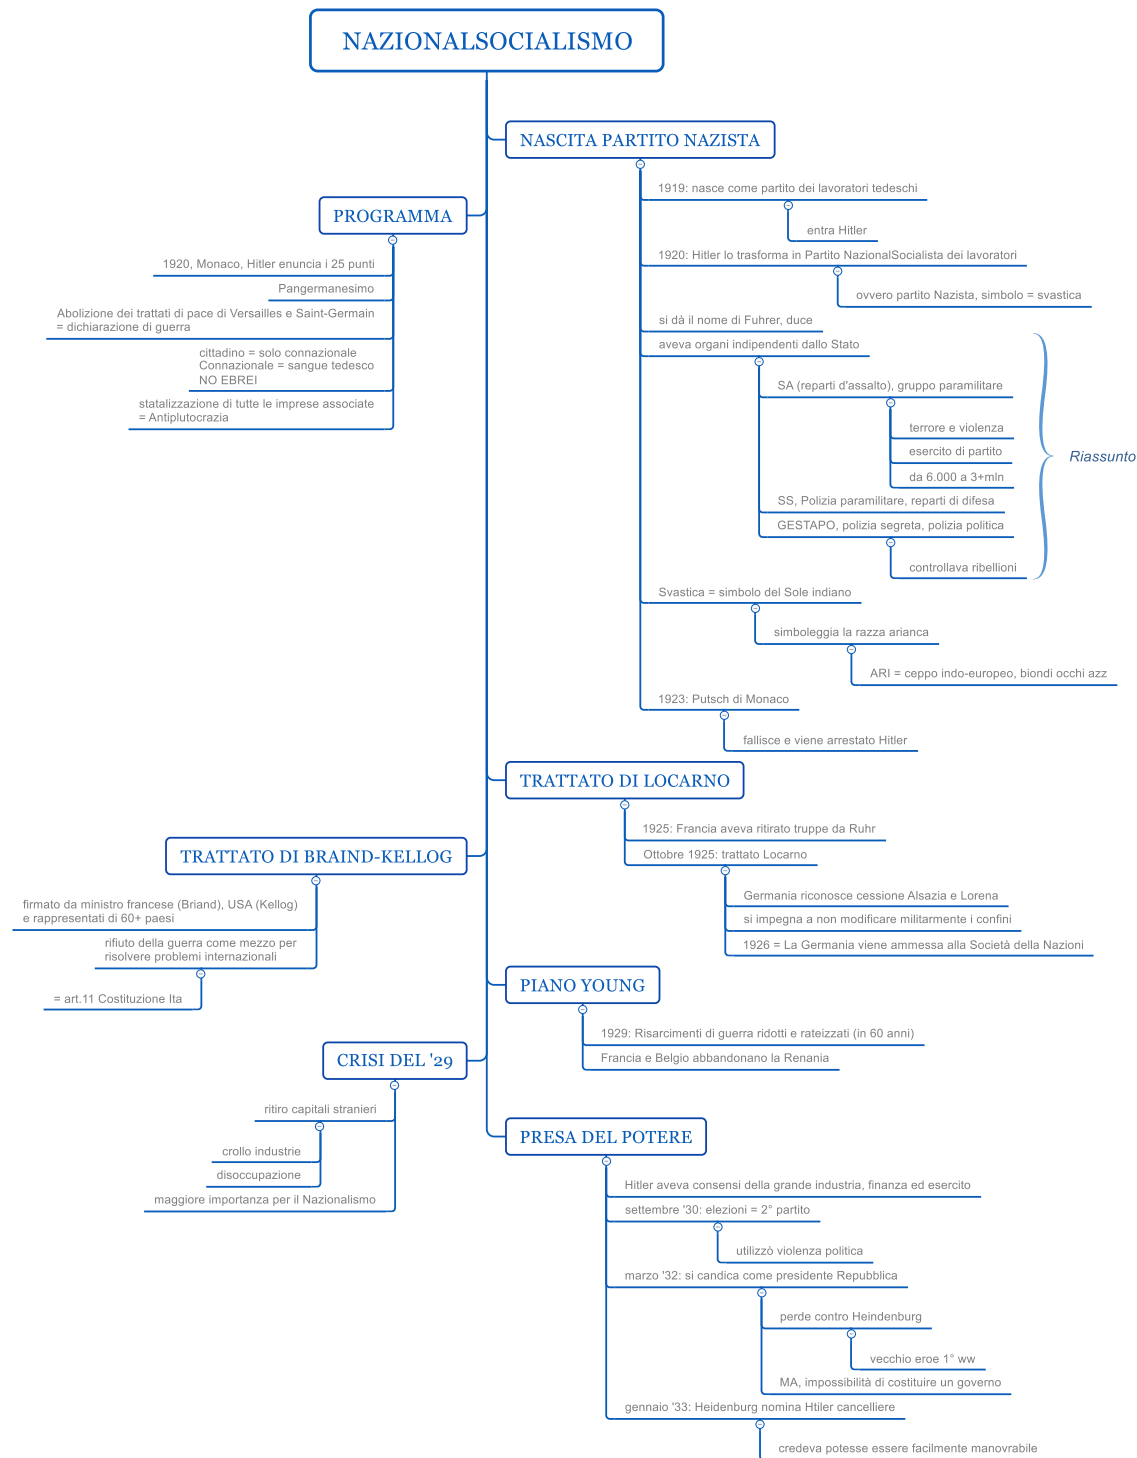 NAZIONALSOCIALISMO
NASCITA PARTITO NAZISTA
1919: nasce come partito dei lavoratori tedeschi
entra Hitler
1920: Hitler lo trasforma in Partito NazionalSocialista dei lavoratori
ovvero partito Nazista, simbolo = svastica
si dà il nome di Fuhrer, duce
aveva organi indipendenti dallo Stato
SA (reparti d'assalto), gruppo paramilitare
terrore e violenza
esercito di partito
da 6.000 a 3+mln
SS, Polizia paramilitare, reparti di difesa
GESTAPO, polizia segreta, polizia politica
controllava ribellioni
Riassunto
Svastica = simbolo del Sole indiano
simboleggia la razza arianca
ARI = ceppo indo-europeo, biondi occhi azz
1923: Putsch di Monaco
fallisce e viene arrestato Hitler
PROGRAMMA
1920, Monaco, Hitler enuncia i 25 punti
Pangermanesimo
Abolizione dei trattati di pace di Versailles e Saint-Germain
= dichiarazione di guerra
cittadino = solo connazionale
Connazionale = sangue tedesco
NO EBREI
statalizzazione di tutte le imprese associate
= Antiplutocrazia
TRATTATO DI LOCARNO
1925: Francia aveva ritirato truppe da Ruhr
Ottobre 1925: trattato Locarno
Germania riconosce cessione Alsazia e Lorena
si impegna a non modificare militarmente i confini
1926 = La Germania viene ammessa alla Società della Nazioni
TRATTATO DI BRAIND-KELLOG
firmato da ministro francese (Briand), USA (Kellog)
e rappresentati di 60+ paesi
rifiuto della guerra come mezzo per
risolvere problemi internazionali
= art.11 Costituzione Ita
PIANO YOUNG
1929: Risarcimenti di guerra ridotti e rateizzati (in 60 anni)
Francia e Belgio abbandonano la Renania
CRISI DEL '29
ritiro capitali stranieri
crollo industrie
disoccupazione
maggiore importanza per il Nazionalismo
PRESA DEL POTERE
Hitler aveva consensi della grande industria, finanza ed esercito
settembre '30: elezioni = 2° partito
utilizzò violenza politica
marzo '32: si candica come presidente Repubblica
perde contro Heindenburg
vecchio eroe 1° ww
MA, impossibilità di costituire un governo
gennaio '33: Heidenburg nomina Htiler cancelliere
credeva potesse essere facilmente manovrabile